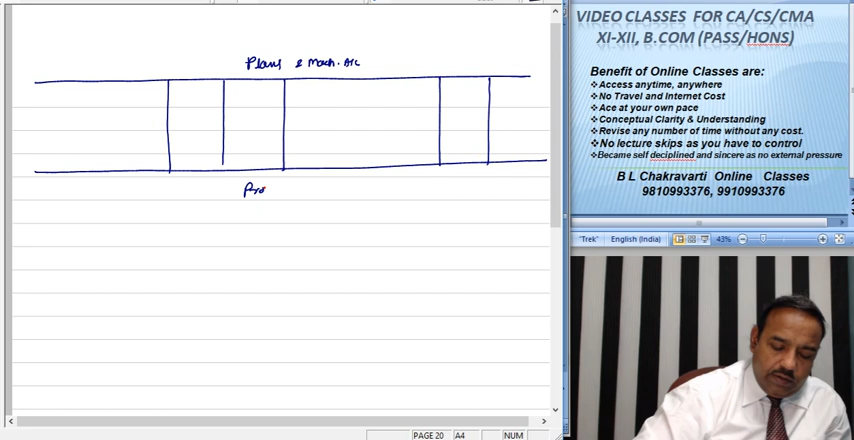 Plans & Mach. A/c
Pro
VIDEO CLASSES FOR CA/CS/CMA
XI-XII, B.COM (PASS/HONS)
Benefit of Online Classes are:
❖Access anytime, anywhere
❖No Travel and Internet Cost
❖Ace at your own pace
❖Conceptual Clarity & Understanding
❖Revise any number of time without any cost.
❖No lecture skips as you have to control
❖Became self deciplined and sincere as no external pressure
B L Chakravarti Online Classes
9810993376, 9910993376
"Trek" English (India) 43%
PAGE 20 A4 NUM